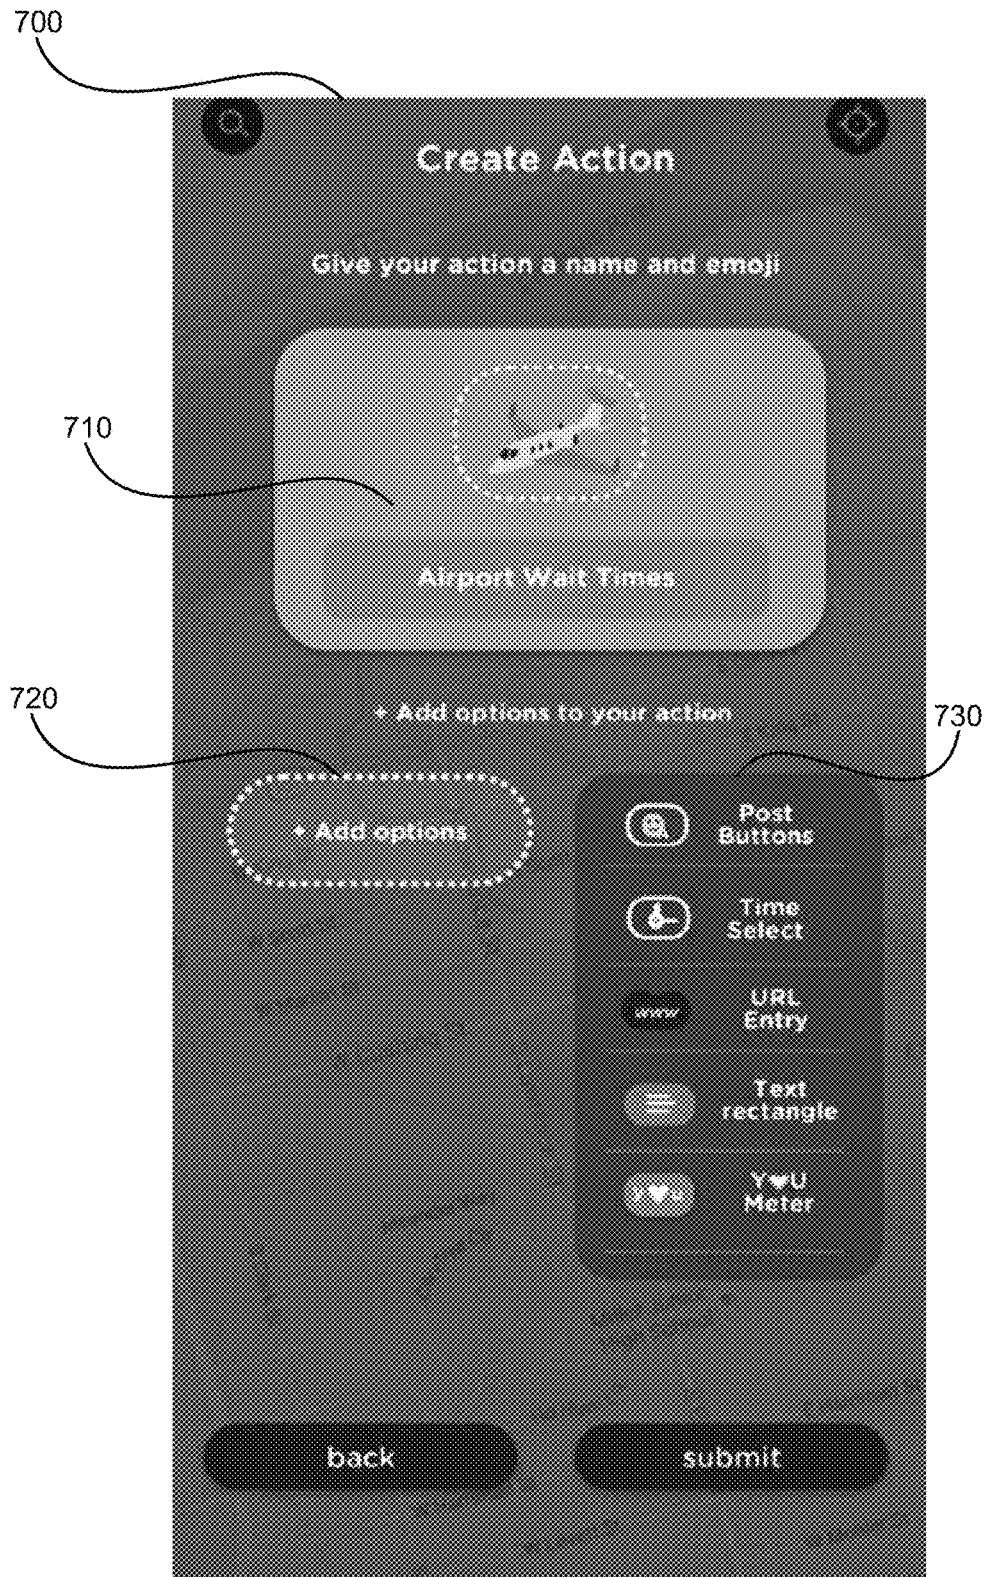 700
Create Action
Give your action a name and emoji
710
Airport Wait Times
720
+ Add options to your action
730
+ Add options
Post
Buttons
Time
Select
www
URL
Entry
Text
rectangle
y♥u
Y♥U
Meter
back
submit